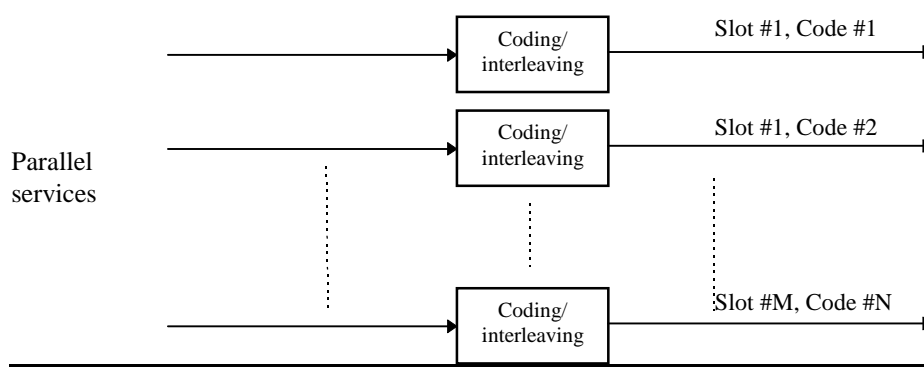 Coding/
interleaving
Slot #1, Code #1
Coding/
interleaving
Slot #1, Code #2
Parallel
services
Coding/
interleaving
Slot #M, Code #N